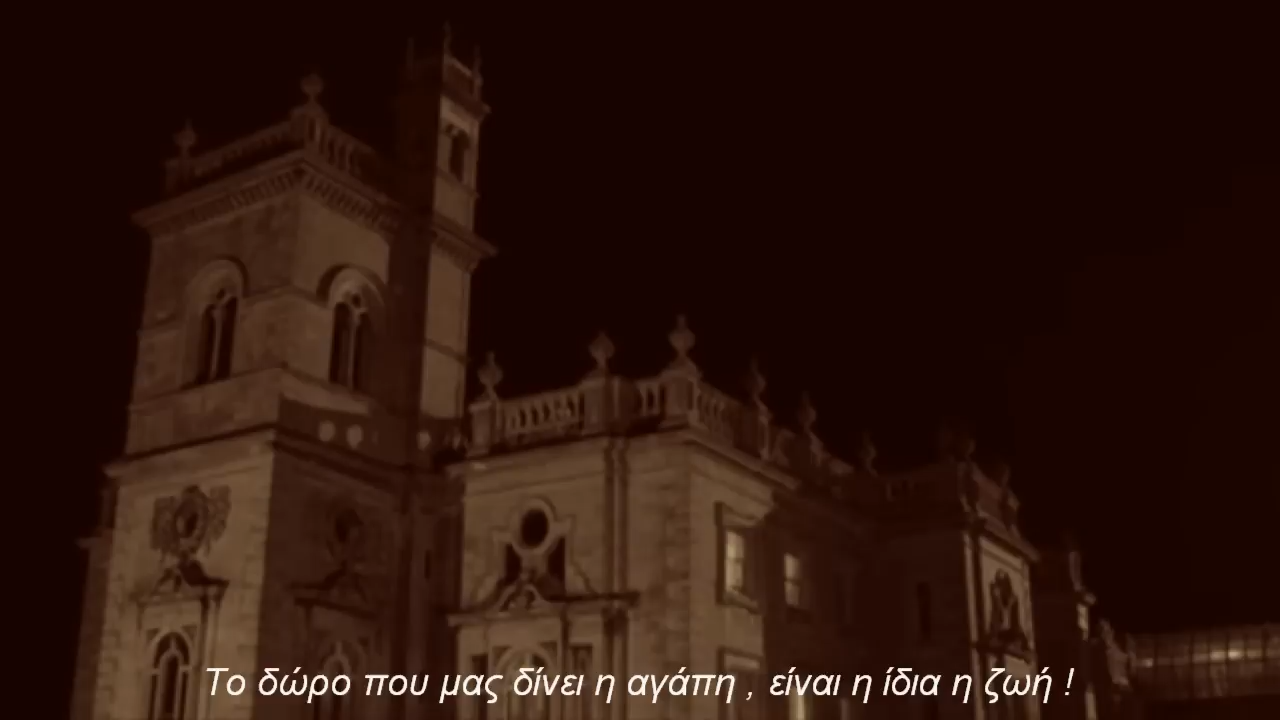 Το δώρο που μας δίνει η αγάπη , είναι η ίδια η ζωή !